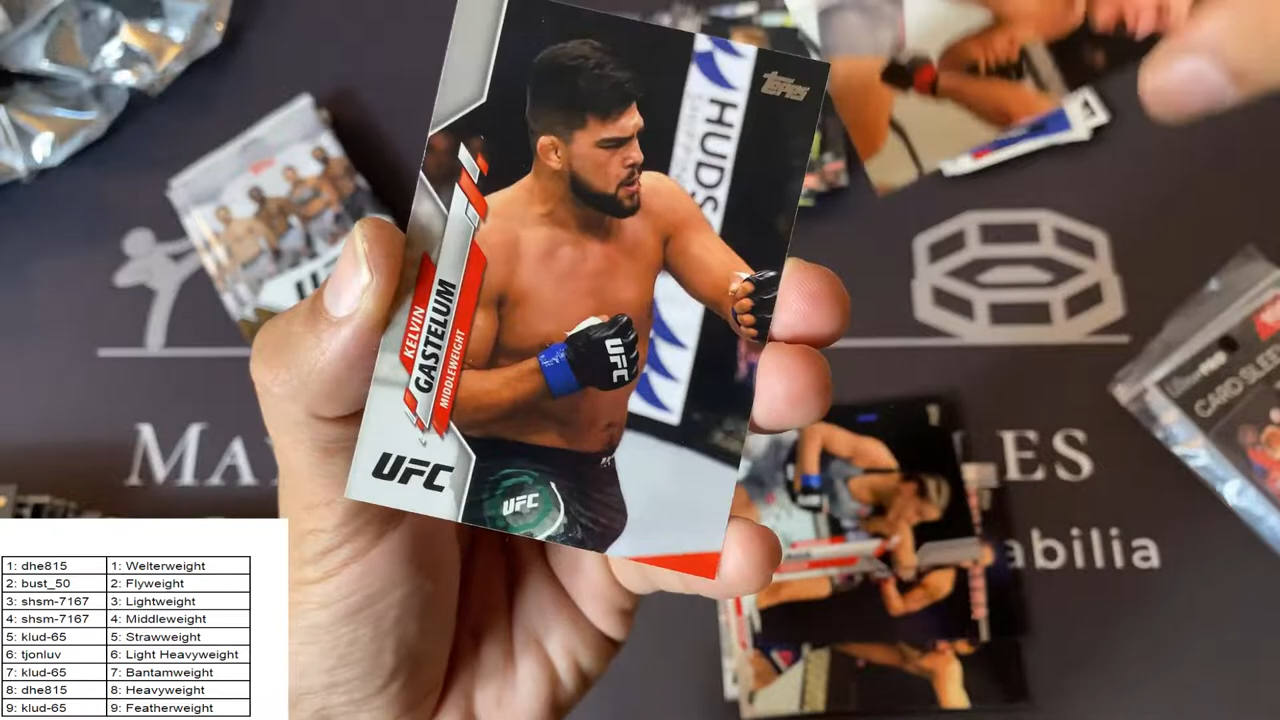 Topps
HUDS
KELVIN
GASTELUM
MIDDLEWEIGHT
UFC
UFC
UFC
MA
ES
abilia
CARD SLEE
1: dhe815 1: Welterweight
2: bust_50 2: Flyweight
3: shsm-7167 3: Lightweight
4: shsm-7167 4: Middleweight
5: klud-65 5: Strawweight
6: tjonluv 6: Light Heavyweight
7: klud-65 7: Bantamweight
8: dhe815 8: Heavyweight
9: klud-65 9: Featherweight